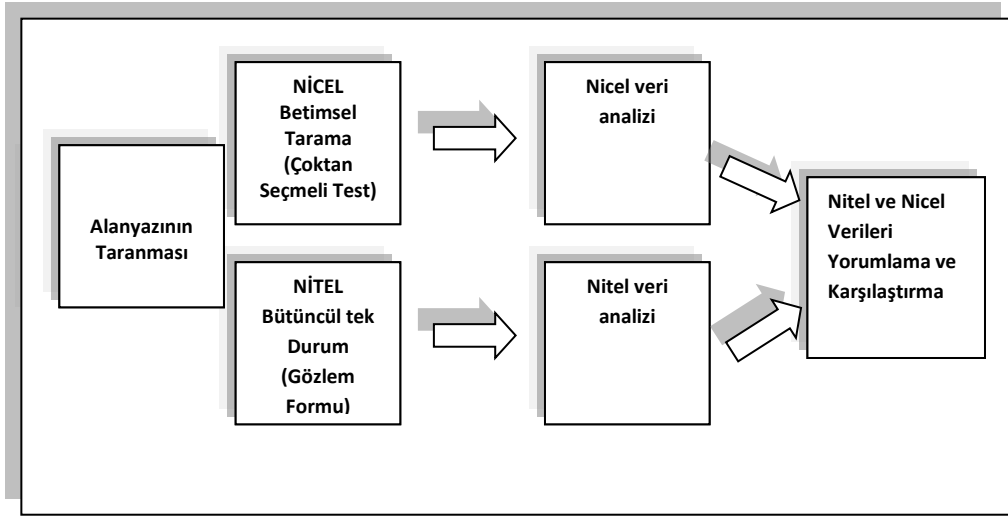 Alanyazının
Taranması
NİCEL
Betimsel
Tarama
(Çoktan
Seçmeli Test)
Nicel veri
analizi
NİTEL
Bütüncül tek
Durum
(Gözlem
Formu)
Nitel veri
analizi
Nitel ve Nicel
Verileri
Yorumlama ve
Karşılaştırma